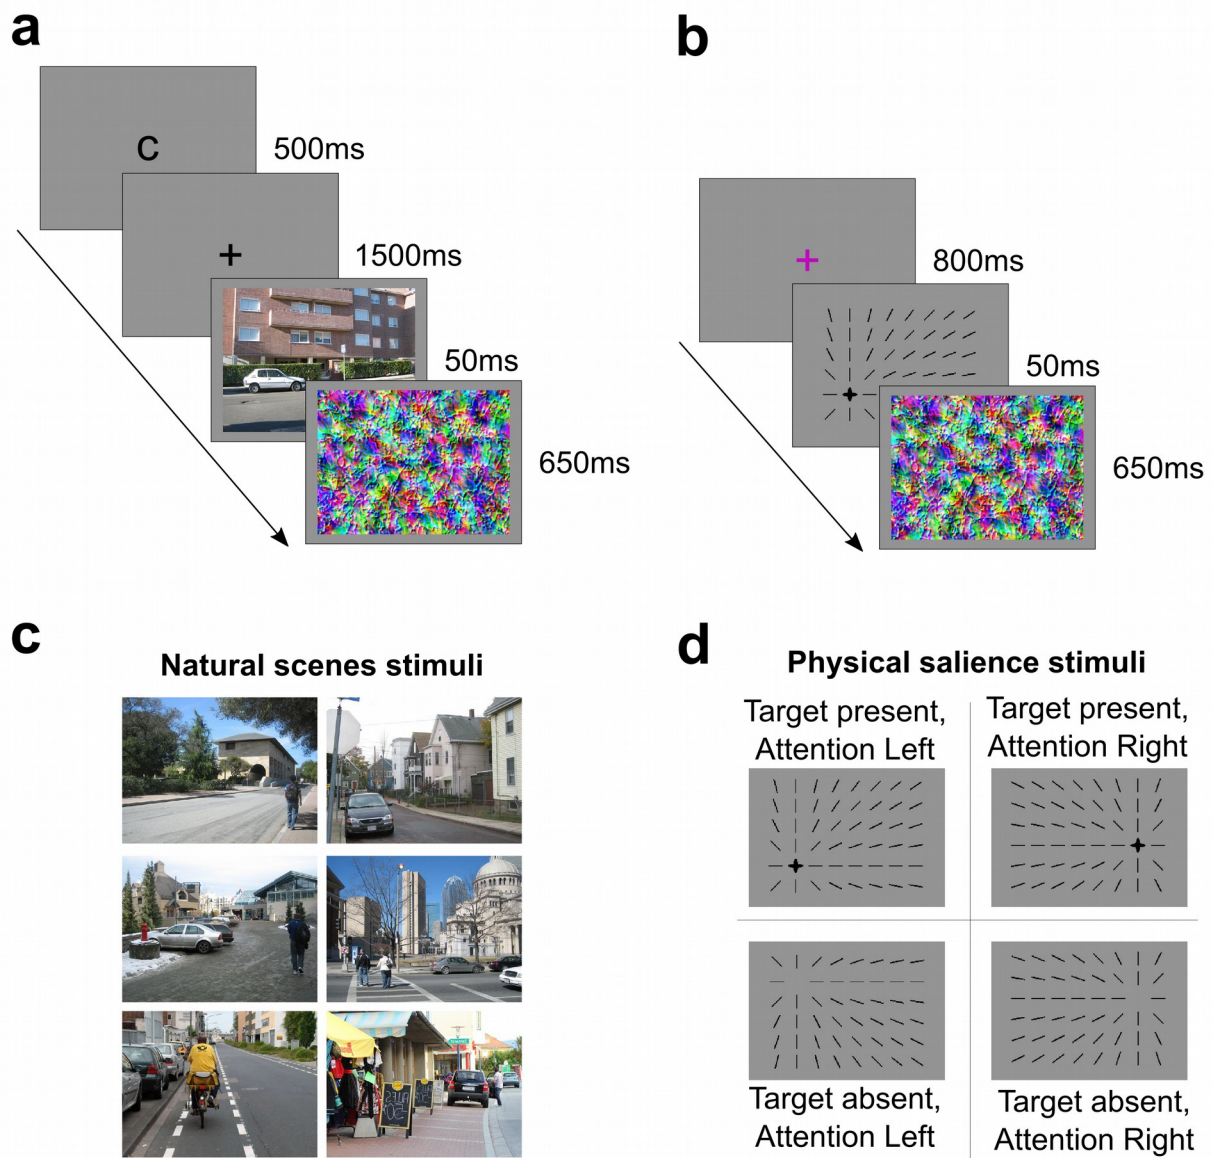 a
b
C
500ms
+
1500ms
50ms
650ms
+
800ms
50ms
650ms
c
Natural scenes stimuli
d
Physical salience stimuli
Target present,
Attention Left
Target present,
Attention Right
Target absent,
Attention Left
Target absent,
Attention Right